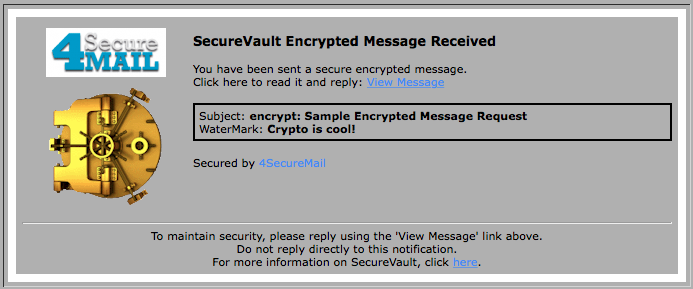 4Secure
MAIL
SecureVault Encrypted Message Received
You have been sent a secure encrypted message.
Click here to read it and reply: View Message
Subject: encrypt: Sample Encrypted Message Request
WaterMark: Crypto is cool!
Secured by 4SecureMail
To maintain security, please reply using the 'View Message' link above.
Do not reply directly to this notification.
For more information on SecureVault, click here.